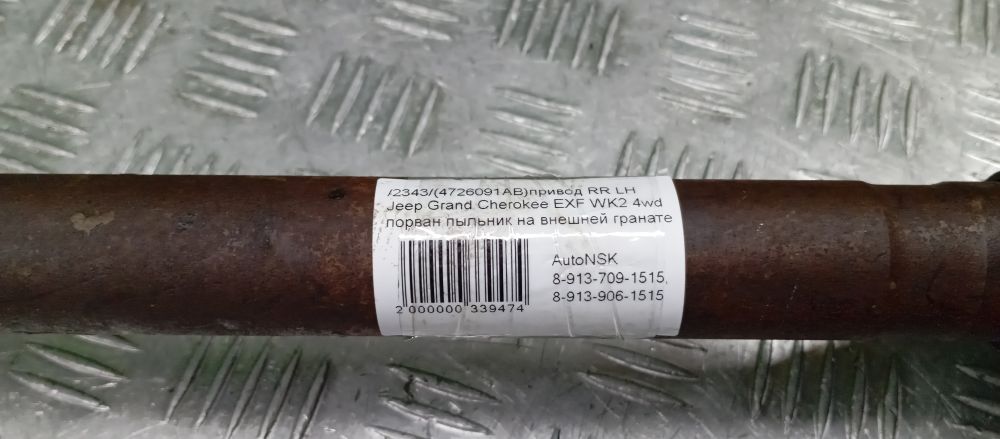 /2343/(4726091AB)привод RR LH
Jeep Grand Cherokee EXF WK2 4wd
порван пыльник на внешней гранате
AutoNSK
8-913-709-1515,
8-913-906-1515
2 000000 339474